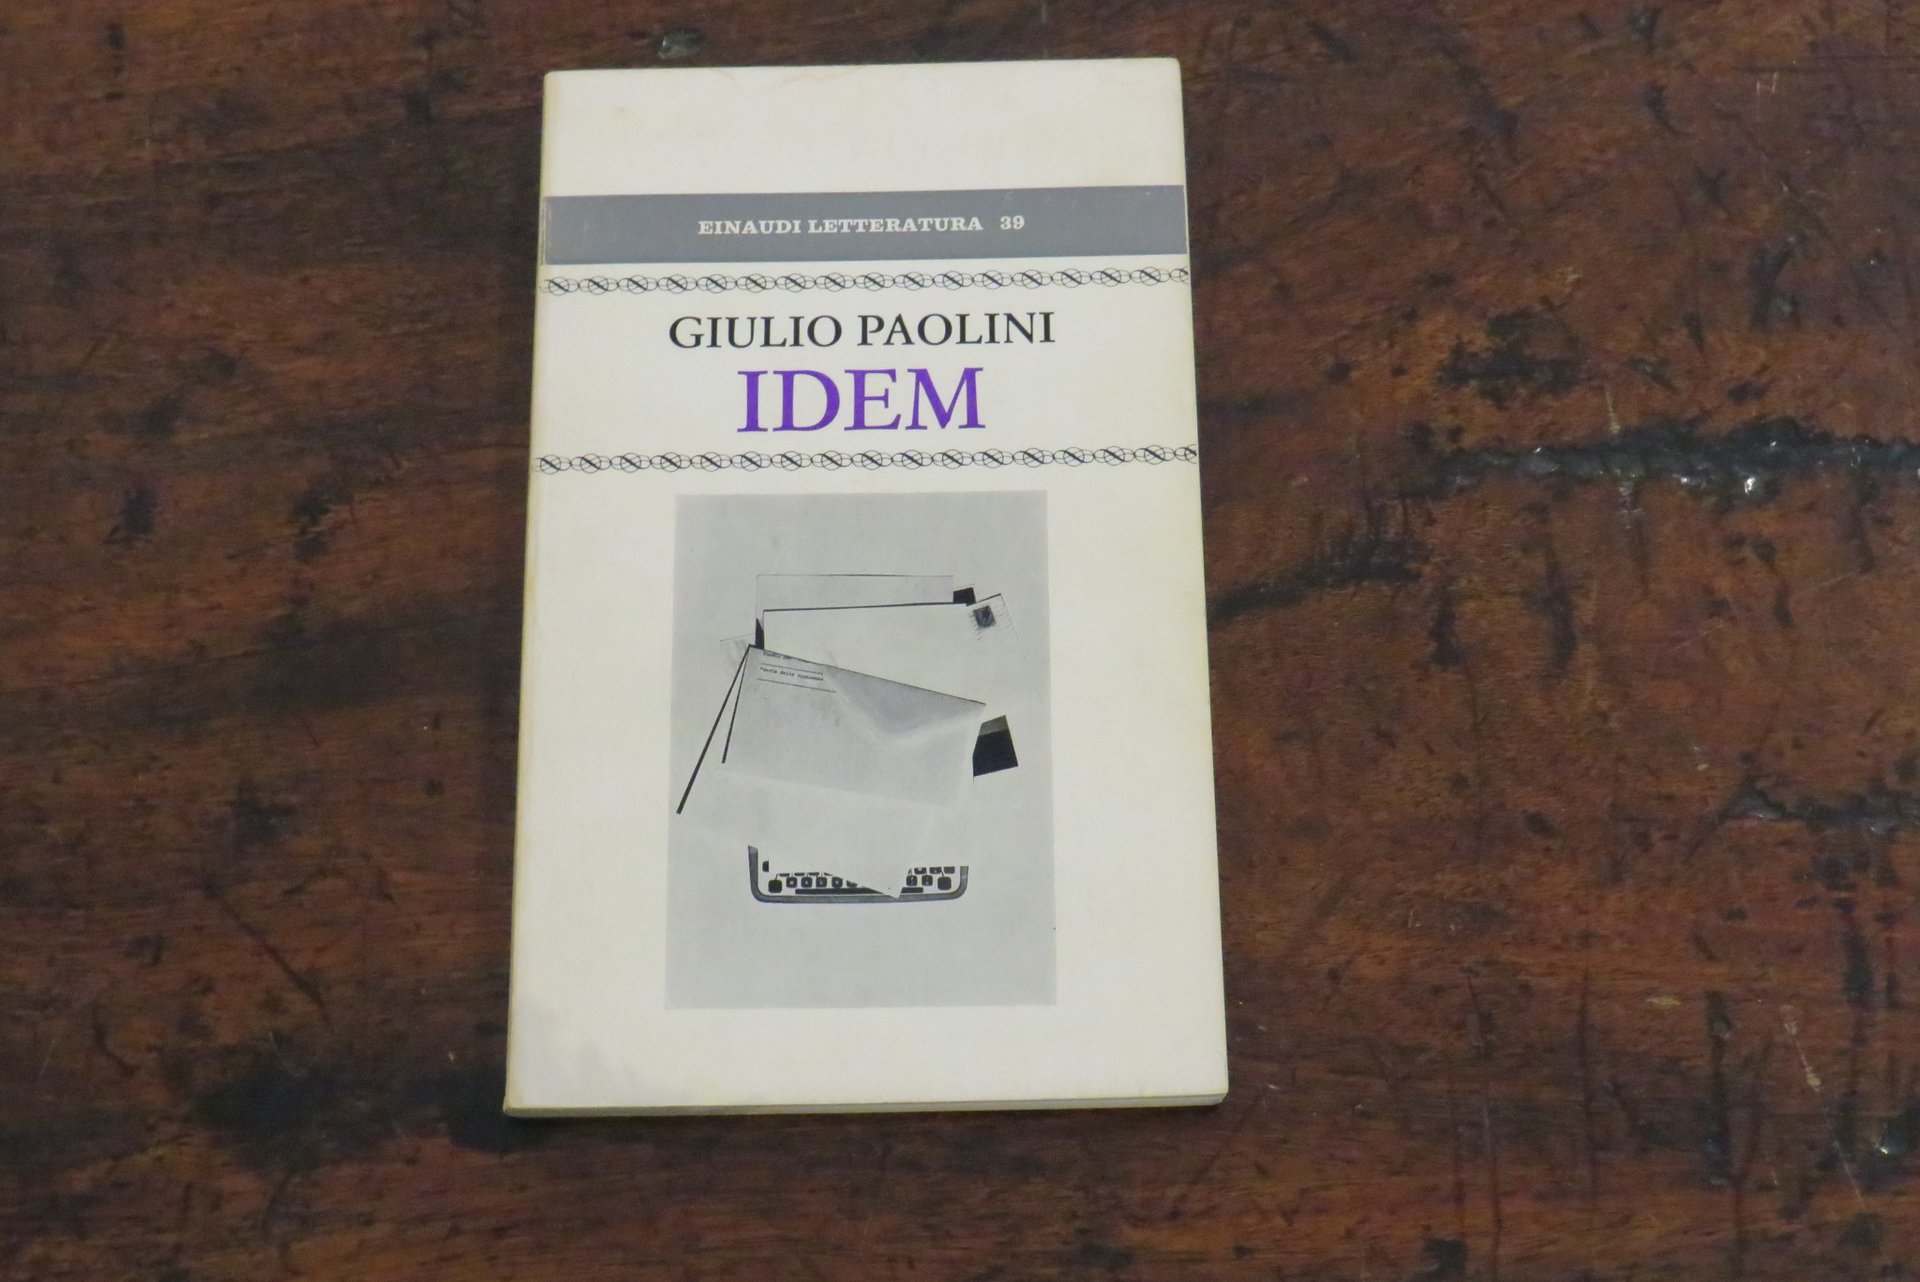 EINAUDI LETTERATURA 39
GIULIO PAOLINI
IDEM